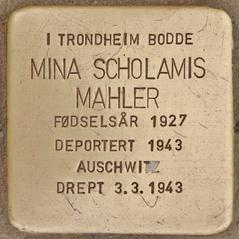 I TRONDHEIM BODDE
MINA SCHOLAMIS
MAHLER
FØDSELSÅR 1927
DEPORTERT 1943
AUSCHWITZ
DREPT 3.3.1943